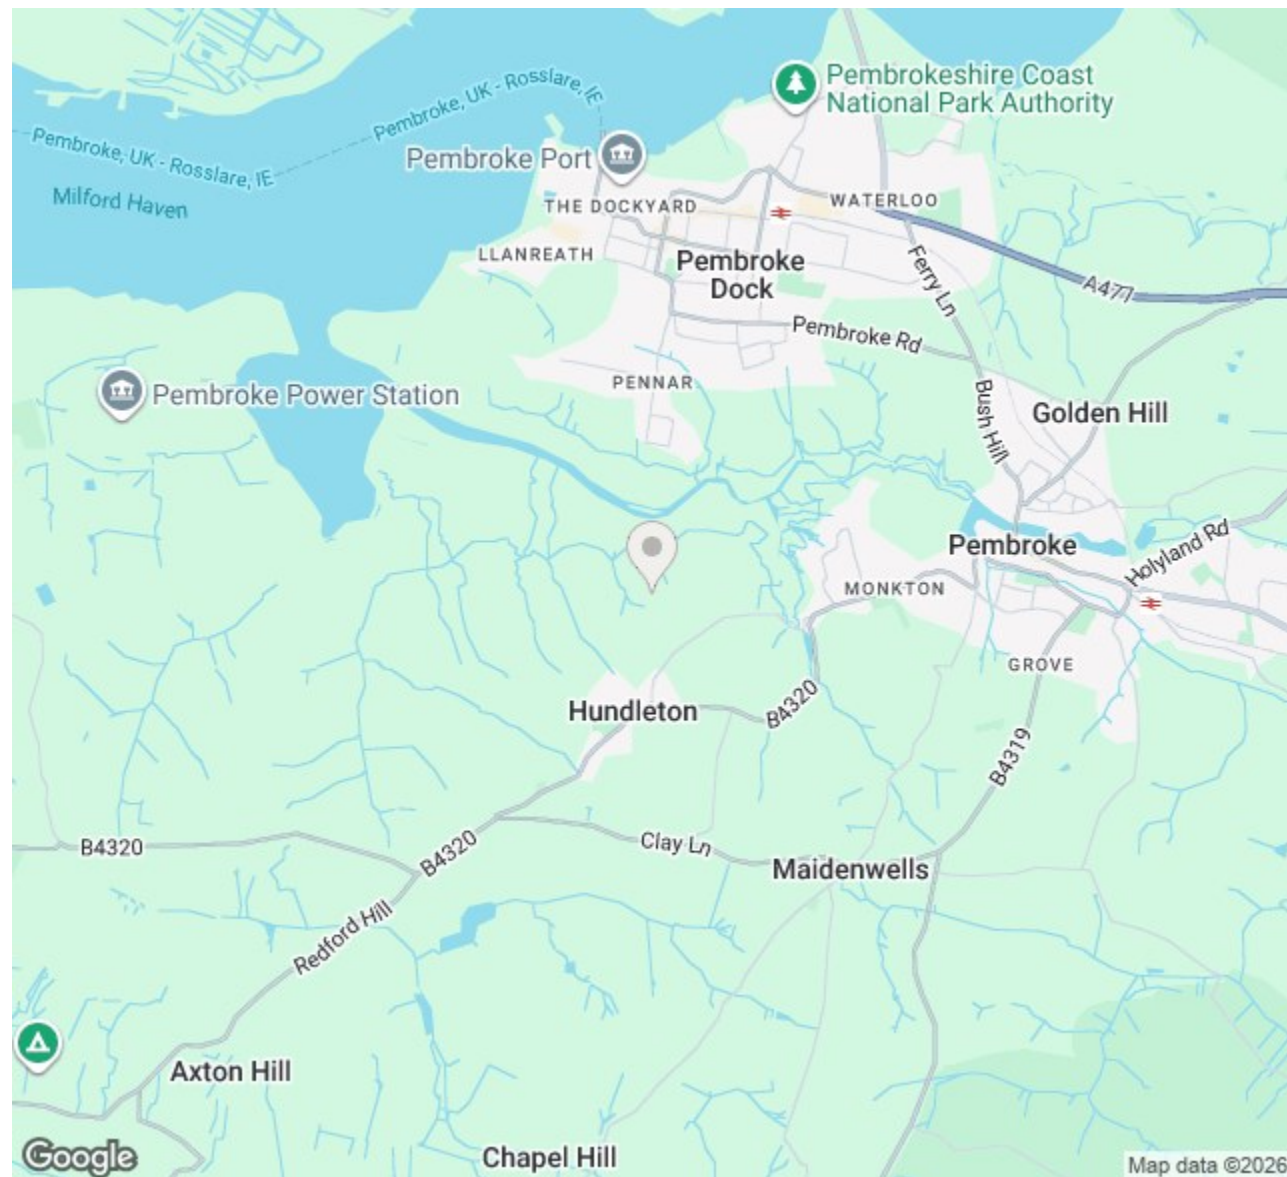 Pembrokeshire Coast
National Park Authority
Pembroke, UK - Rosslare, IE
Pembroke, UK - Rosslare, IE
Pembroke Port
Milford Haven
THE DOCKYARD
WATERLOO
LLANREATH
Pembroke
Dock
Ferry Ln
A477
Pembroke Rd
PENNAR
Pembroke Power Station
Bush Hill
Golden Hill
Pembroke
Holyland Rd
MONKTON
GROVE
Hundleton
B4320
B4319
B4320
B4320
Clay Ln
Maidenwells
Redford Hill
Axton Hill
Chapel Hill
Google
Map data ©2026